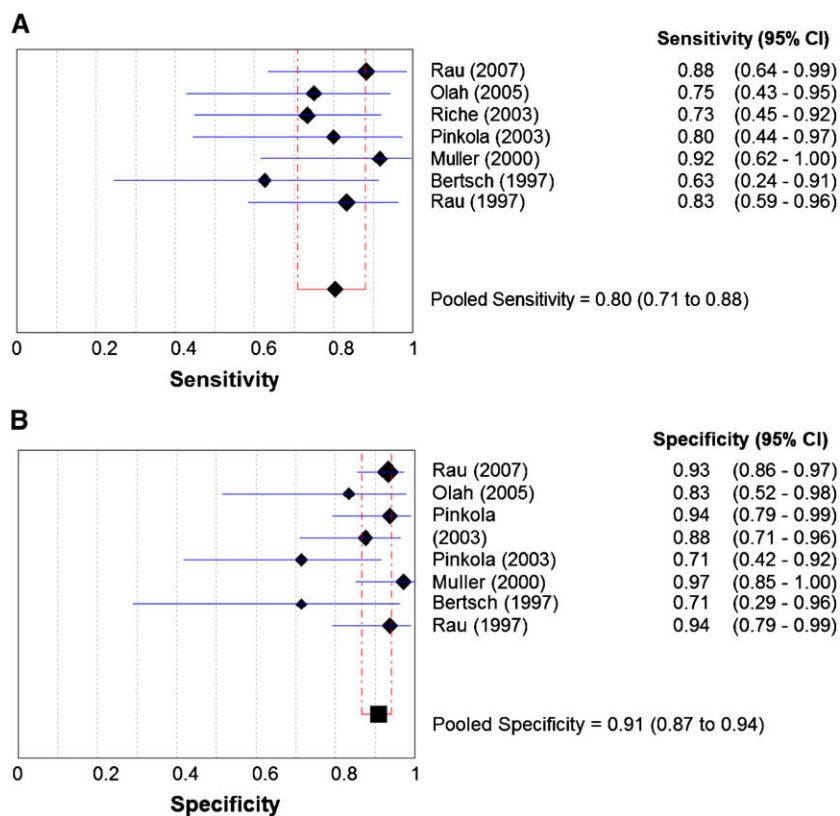 A
Sensitivity (95% CI)
Rau (2007) 0.88 (0.64 - 0.99)
Olah (2005) 0.75 (0.43 - 0.95)
Riche (2003) 0.73 (0.45 - 0.92)
Pinkola (2003) 0.80 (0.44 - 0.97)
Muller (2000) 0.92 (0.62 - 1.00)
Bertsch (1997) 0.63 (0.24 - 0.91)
Rau (1997) 0.83 (0.59 - 0.96)
Pooled Sensitivity = 0.80 (0.71 to 0.88)
0 0.2 0.4 0.6 0.8 1
Sensitivity
B
Specificity (95% CI)
Rau (2007) 0.93 (0.86 - 0.97)
Olah (2005) 0.83 (0.52 - 0.98)
Pinkola 0.94 (0.79 - 0.99)
(2003) 0.88 (0.71 - 0.96)
Pinkola (2003) 0.71 (0.42 - 0.92)
Muller (2000) 0.97 (0.85 - 1.00)
Bertsch (1997) 0.71 (0.29 - 0.96)
Rau (1997) 0.94 (0.79 - 0.99)
Pooled Specificity = 0.91 (0.87 to 0.94)
0 0.2 0.4 0.6 0.8 1
Specificity